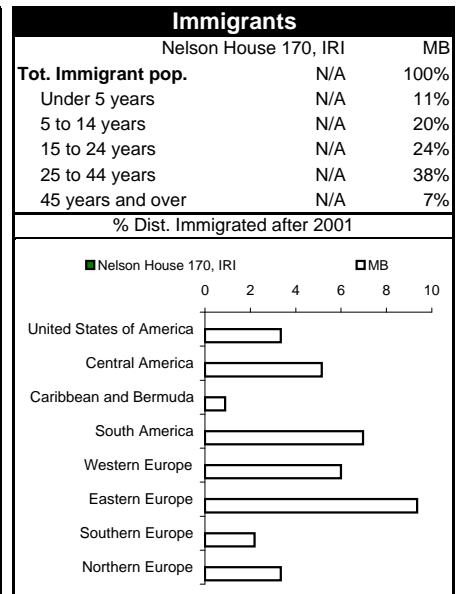 Immigrants
Nelson House 170, IRI MB
Tot. Immigrant pop. N/A 100%
Under 5 years N/A 11%
5 to 14 years N/A 20%
15 to 24 years N/A 24%
25 to 44 years N/A 38%
45 years and over N/A 7%
% Dist. Immigrated after 2001
Nelson House 170, IRI MB
0 2 4 6 8 10
United States of America
Central America
Caribbean and Bermuda
South America
Western Europe
Eastern Europe
Southern Europe
Northern Europe